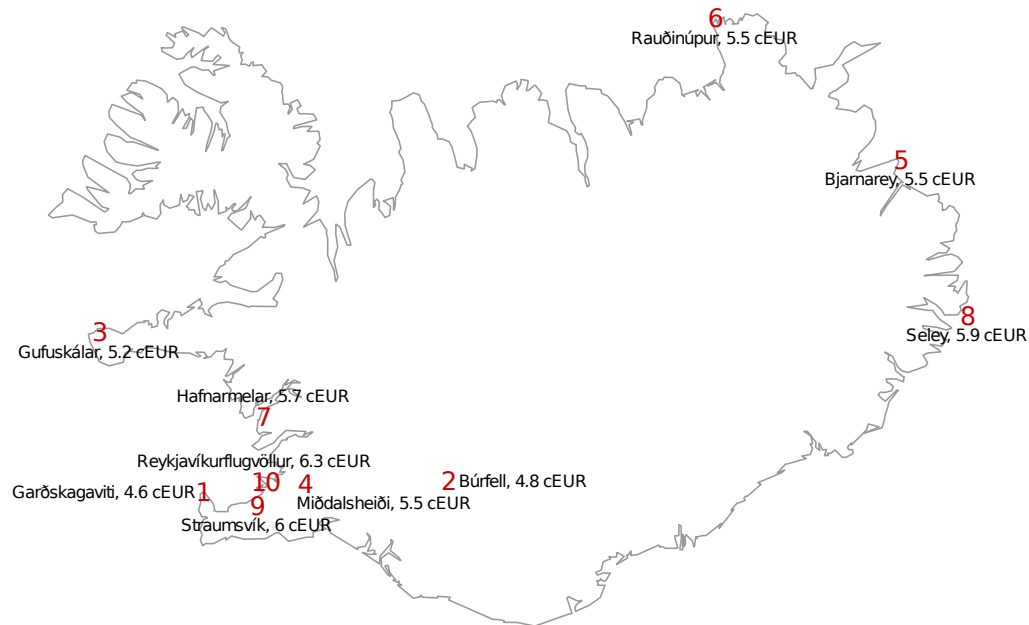 6
Rauðinúpur, 5.5 cEUR
5
Bjarnarey, 5.5 cEUR
3
Gufuskálar, 5.2 cEUR
8
Seley, 5.9 cEUR
Hafnarmelar, 5.7 cEUR
7
Reykjavíkurflugvöllur, 6.3 cEUR
10
4
2 Búrfell, 4.8 cEUR
Garðskagaviti, 4.6 cEUR 1
Miðdalsheiði, 5.5 cEUR
9
Straumsvík, 6 cEUR